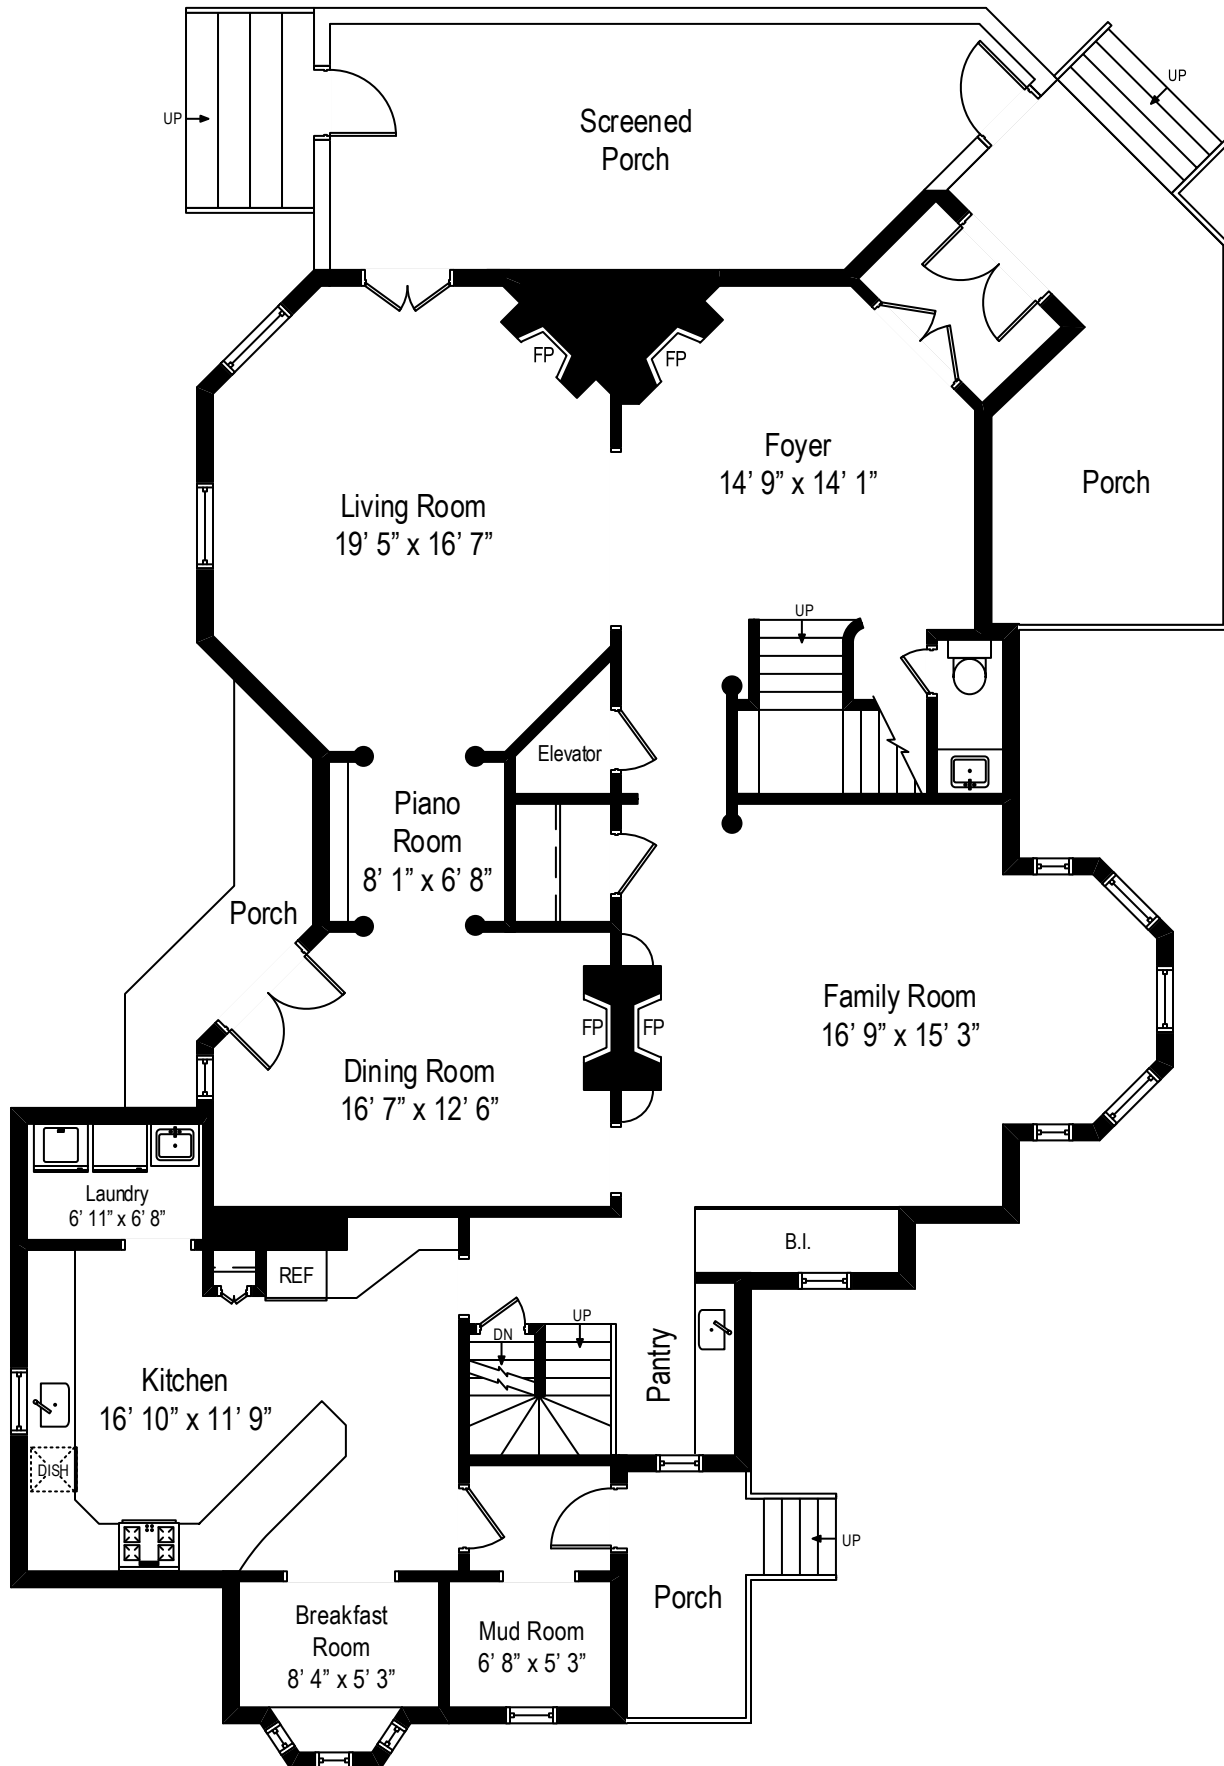 UP
UP
Screened
Porch
FP
FP
Foyer
14’ 9” x 14’ 1”
Porch
Living Room
19’ 5” x 16’ 7”
UP
Elevator
Piano
Room
8’ 1” x 6’ 8”
Porch
Family Room
16’ 9” x 15’ 3”
FP
FP
Dining Room
16’ 7” x 12’ 6”
Laundry
6’ 11” x 6’ 8”
B.I.
REF
UP
DN
Pantry
Kitchen
16’ 10” x 11’ 9”
DISH
UP
Porch
Breakfast
Room
8’ 4” x 5’ 3”
Mud Room
6’ 8” x 5’ 3”